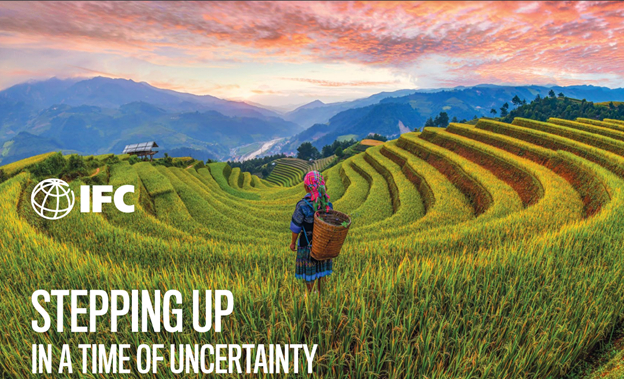 IFC
STEPPING UP
IN A TIME OF UNCERTAINTY